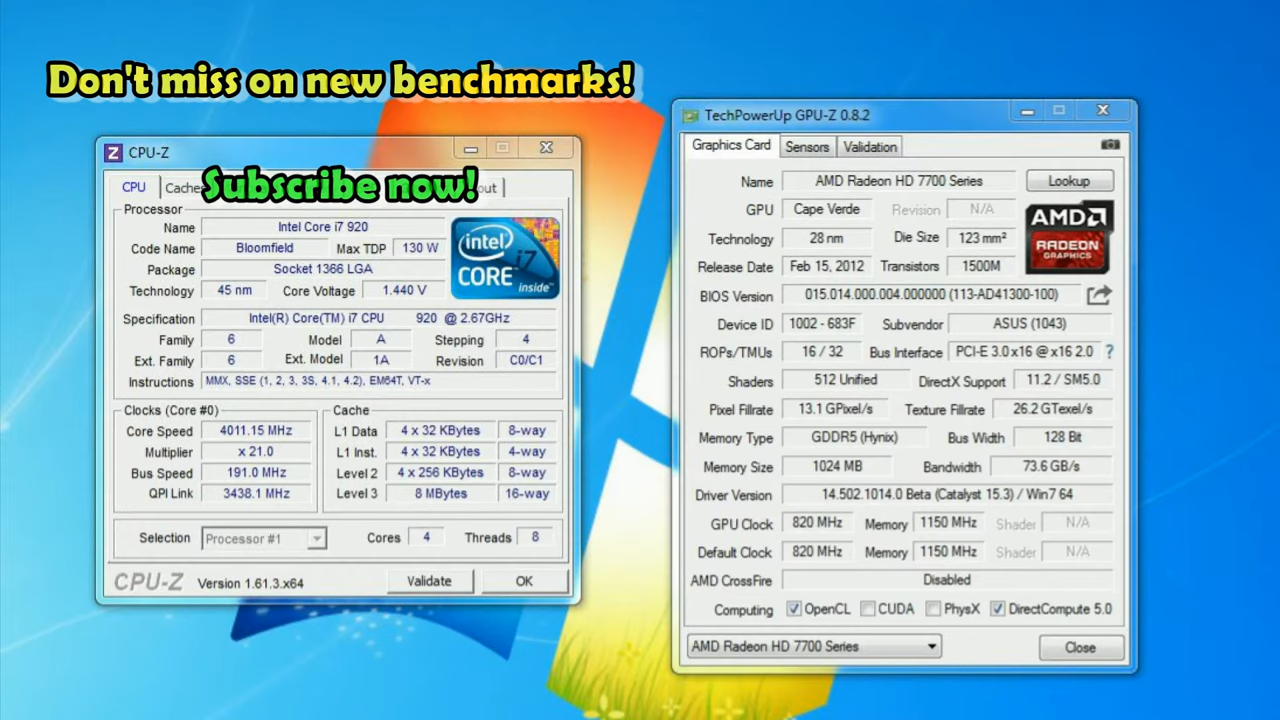 Don't miss on new benchmarks!
CPU-Z
CPU Caches Subscribe now! out
Processor
Name Intel Core i7 920
Code Name Bloomfield Max TDP 130 W
Package Socket 1366 LGA
Technology 45 nm Core Voltage 1.440 V
intel CORE i7 inside™
Specification Intel(R) Core(TM) i7 CPU 920 @ 2.67GHz
Family 6 Model A Stepping 4
Ext. Family 6 Ext. Model 1A Revision C0/C1
Instructions MMX, SSE (1, 2, 3, 3S, 4.1, 4.2), EM64T, VT-x
Clocks (Core #0)
Core Speed 4011.15 MHz
Multiplier x 21.0
Bus Speed 191.0 MHz
QPI Link 3438.1 MHz
Cache
L1 Data 4 x 32 KBytes 8-way
L1 Inst. 4 x 32 KBytes 4-way
Level 2 4 x 256 KBytes 8-way
Level 3 8 MBytes 16-way
Selection Processor #1 Cores 4 Threads 8
CPU-Z Version 1.61.3.x64 Validate OK
TechPowerUp GPU-Z 0.8.2
Graphics Card Sensors Validation
Name AMD Radeon HD 7700 Series Lookup
GPU Cape Verde Revision N/A
Technology 28 nm Die Size 123 mm²
Release Date Feb 15, 2012 Transistors 1500M
AMD RADEON GRAPHICS
BIOS Version 015.014.000.004.000000 (113-AD41300-100)
Device ID 1002 - 683F Subvendor ASUS (1043)
ROPs/TMUs 16 / 32 Bus Interface PCI-E 3.0 x16 @ x16 2.0 ?
Shaders 512 Unified DirectX Support 11.2 / SM5.0
Pixel Fillrate 13.1 GPixel/s Texture Fillrate 26.2 GTexel/s
Memory Type GDDR5 (Hynix) Bus Width 128 Bit
Memory Size 1024 MB Bandwidth 73.6 GB/s
Driver Version 14.502.1014.0 Beta (Catalyst 15.3) / Win7 64
GPU Clock 820 MHz Memory 1150 MHz Shader N/A
Default Clock 820 MHz Memory 1150 MHz Shader N/A
AMD CrossFire Disabled
Computing OpenCL CUDA PhysX DirectCompute 5.0
AMD Radeon HD 7700 Series Close